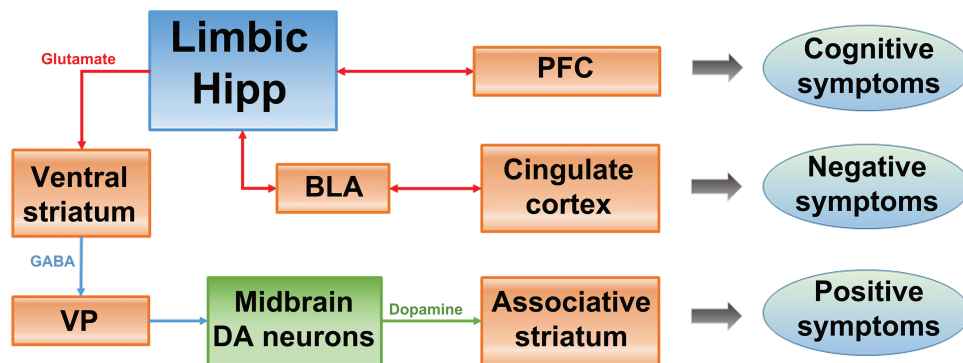 Limbic
Hipp
Glutamate
PFC
Cognitive
symptoms
Ventral
striatum
BLA
Cingulate
cortex
Negative
symptoms
GABA
VP
Midbrain
DA neurons
Dopamine
Associative
striatum
Positive
symptoms